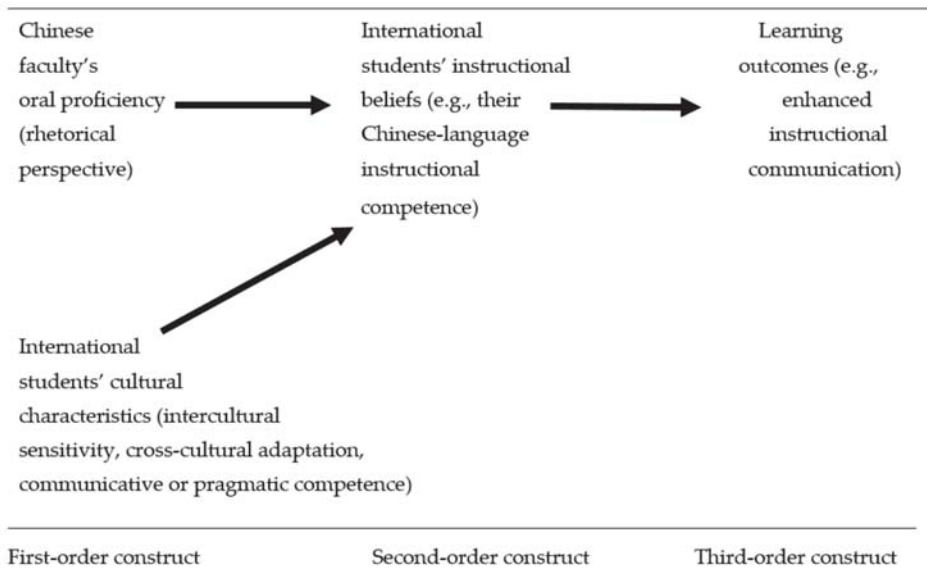 Chinese
faculty's
oral proficiency
(rhetorical
perspective)
International
students' instructional
beliefs (e.g., their
Chinese-language
instructional
competence)
Learning
outcomes (e.g.,
enhanced
instructional
communication)
International
students' cultural
characteristics (intercultural
sensitivity, cross-cultural adaptation,
communicative or pragmatic competence)
First-order construct
Second-order construct
Third-order construct